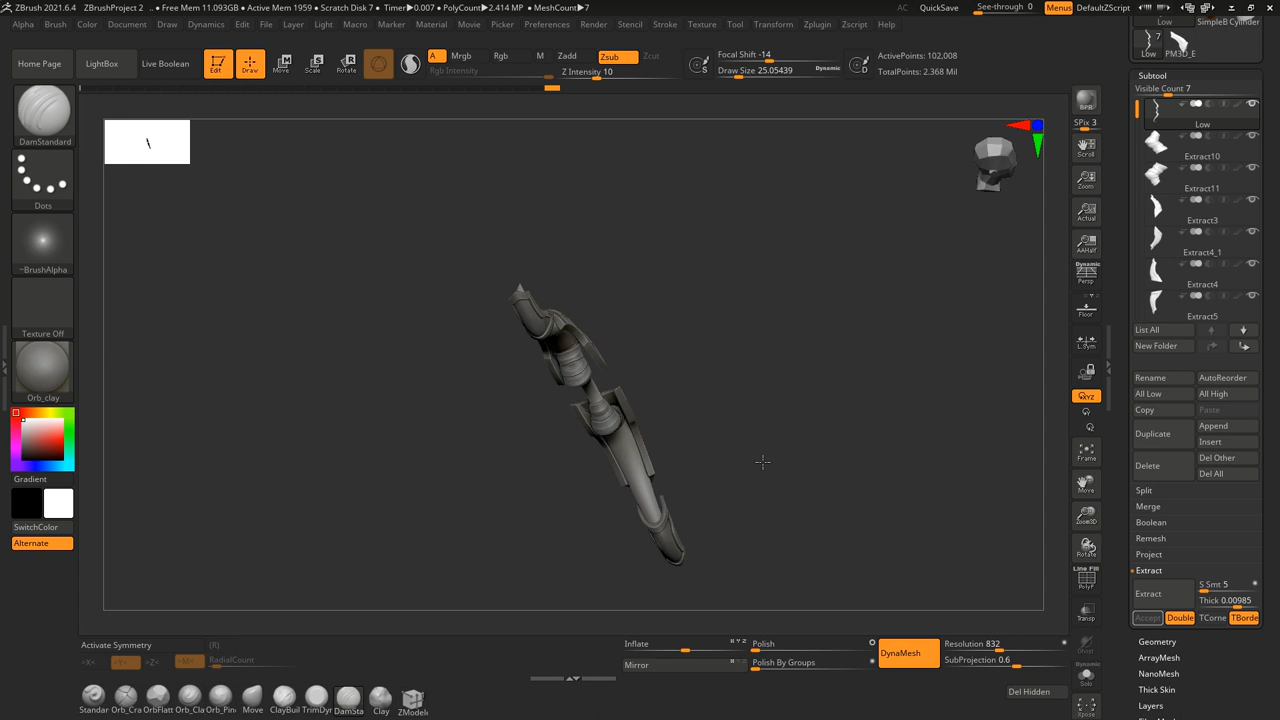 ZBrush 2021.6.4
ZBrushProject 2 .. • Free Mem 11.093GB • Active Mem 1959 • Scratch Disk 7 • Timer▶0.007 • PolyCount▶2.414 MP • MeshCount▶7
AC
QuickSave
See-through 0
Menus
DefaultZScript
Alpha Brush Color Document Draw Dynamics Edit File Layer Light Macro Marker Material Movie Picker Preferences Render Stencil Stroke Texture Tool Transform Zplugin Zscript Help
Home Page
LightBox
Live Boolean
Edit
Draw
Move
Scale
Rotate
A
Mrgb
Rgb
M
Zadd
Zsub
Zcut
Rgb Intensity
Z Intensity 10
Focal Shift -14
Draw Size 25.05439
Dynamic
S
D
ActivePoints: 102,008
TotalPoints: 2.368 Mil
DamStandard
Dots
~BrushAlpha
Texture Off
Orb_clay
Gradient
SwitchColor
Alternate
BPR
SPix 3
Scroll
Zoom
Actual
AAHalf
Dynamic
Persp
Floor
L.Sym
XYZ
Frame
Move
Zoom3D
Rotate
Line Fill
PolyF
Transp
Ghost
Dynamic
Solo
Xpose
Low
SimpleB Cylinder
7
Low
PM3D_E
Subtool
Visible Count 7
Low
Extract10
Extract11
Extract3
Extract4_1
Extract4
Extract5
List All
New Folder
Rename
AutoReorder
All Low
All High
Copy
Paste
Duplicate
Append
Insert
Delete
Del Other
Del All
Split
Merge
Boolean
Remesh
Project
Extract
Extract
S Smt 5
Thick 0.00985
Accept
Double
TCorne
TBorde
Geometry
ArrayMesh
NanoMesh
Thick Skin
Layers
Activate Symmetry
(R)
>X<
>Y<
>Z<
>M<
RadialCount
Inflate
Mirror
Polish
Polish By Groups
DynaMesh
Resolution 832
SubProjection 0.6
Del Hidden
Standar
Orb_Cra
OrbFlatt
Orb_Cla
Orb_Pin
Move
ClayBuil
TrimDyr
DamSta
Clay
ZModele